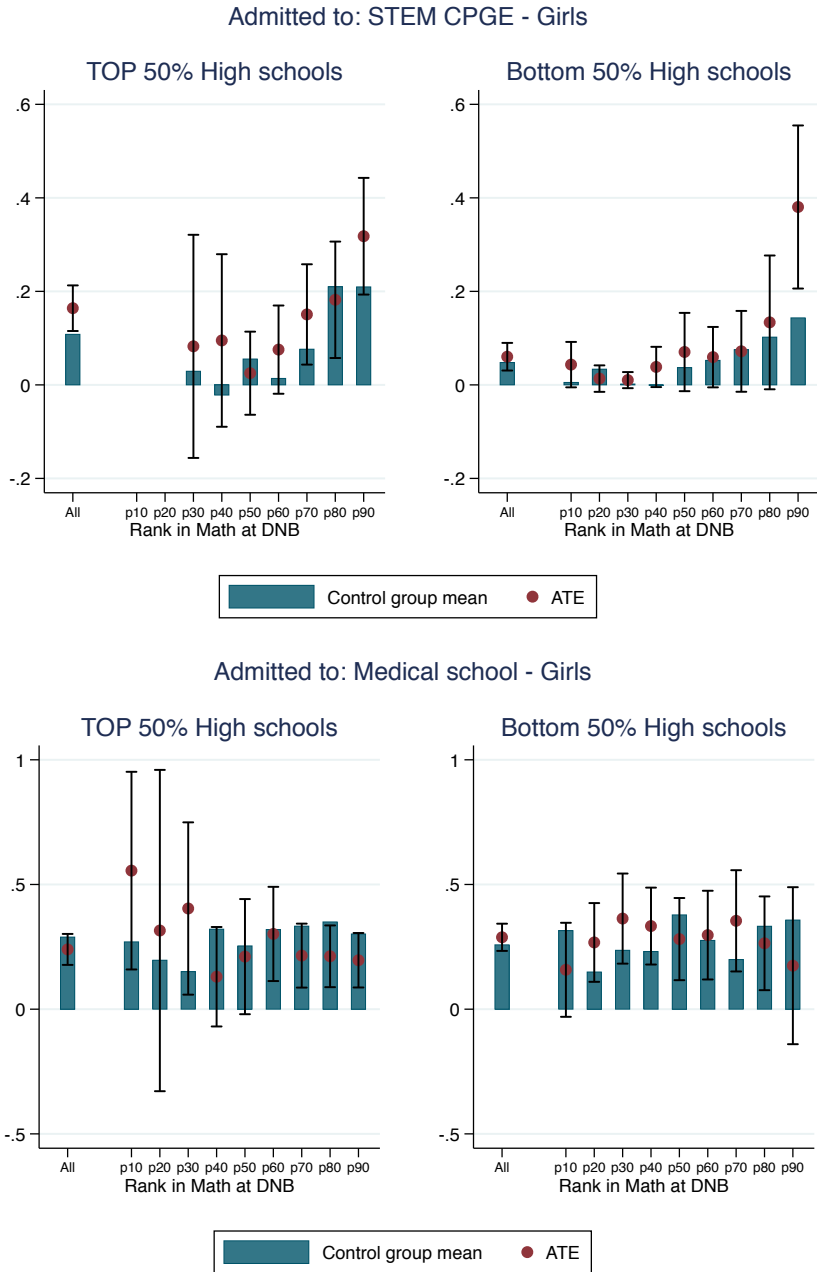 Admitted to: STEM CPGE - Girls
TOP 50% High schools
.6
.4
.2
0
-.2
All p10 p20 p30 p40 p50 p60 p70 p80 p90
Rank in Math at DNB
Bottom 50% High schools
.6
.4
.2
0
-.2
All p10 p20 p30 p40 p50 p60 p70 p80 p90
Rank in Math at DNB
Control group mean ATE
Admitted to: Medical school - Girls
TOP 50% High schools
1
.5
0
-.5
All p10 p20 p30 p40 p50 p60 p70 p80 p90
Rank in Math at DNB
Bottom 50% High schools
1
.5
0
-.5
All p10 p20 p30 p40 p50 p60 p70 p80 p90
Rank in Math at DNB
Control group mean ATE